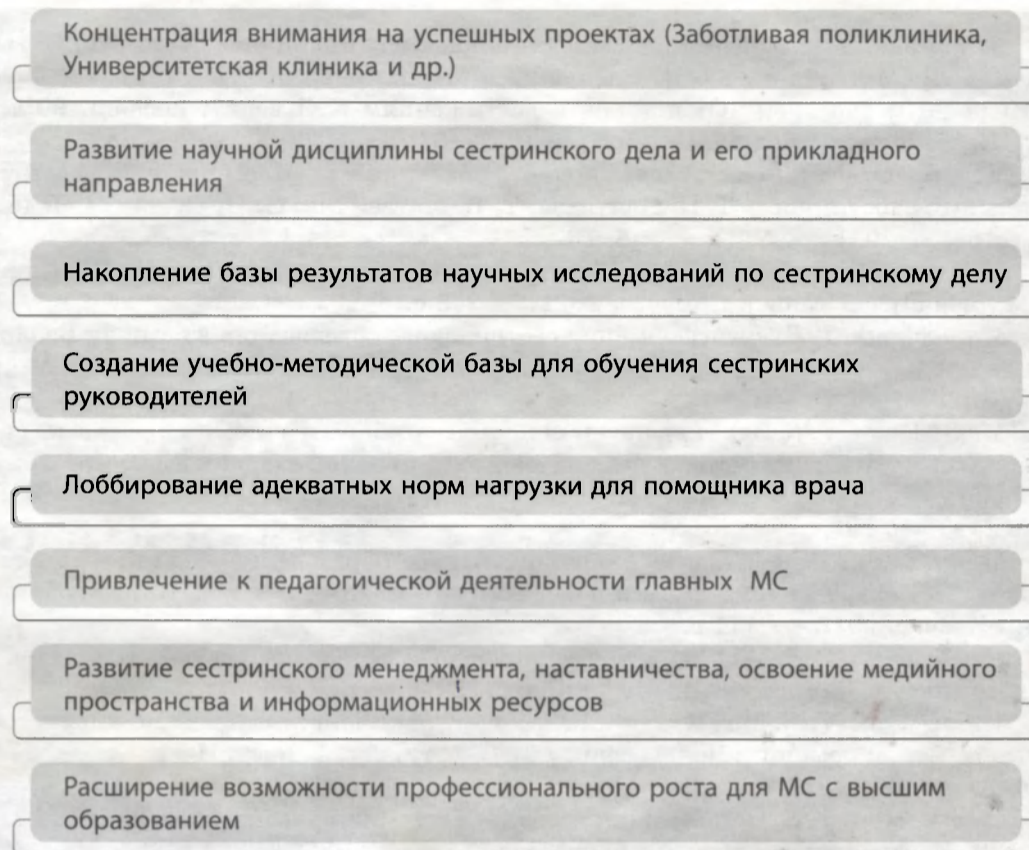 Концентрация внимания на успешных проектах (Заботливая поликлиника,
Университетская клиника и др.)
Развитие научной дисциплины сестринского дела и его прикладного
направления
Накопление базы результатов научных исследований по сестринскому делу
Создание учебно-методической базы для обучения сестринских
руководителей
Лоббирование адекватных норм нагрузки для помощника врача
Привлечение к педагогической деятельности главных МС
Развитие сестринского менеджмента, наставничества, освоение медийного
пространства и информационных ресурсов
Расширение возможности профессионального роста для МС с высшим
образованием